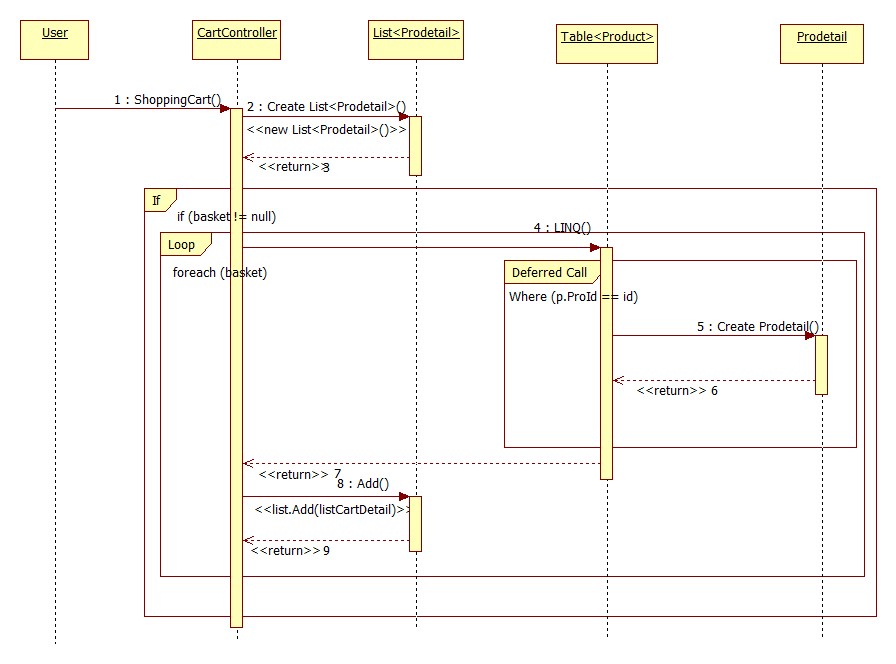 User
CartController
List<Prodetail>
Table<Product>
Prodetail
1 : ShoppingCart()
2 : Create List<Prodetail>()
<<new List<Prodetail>()>>
<<return>> 3
If
if (basket != null)
4 : LINQ()
Loop
foreach (basket)
Deferred Call
Where (p.ProId == id)
5 : Create Prodetail()
<<return>> 6
<<return>> 7
8 : Add()
<<list.Add(listCartDetail)>>
<<return>> 9